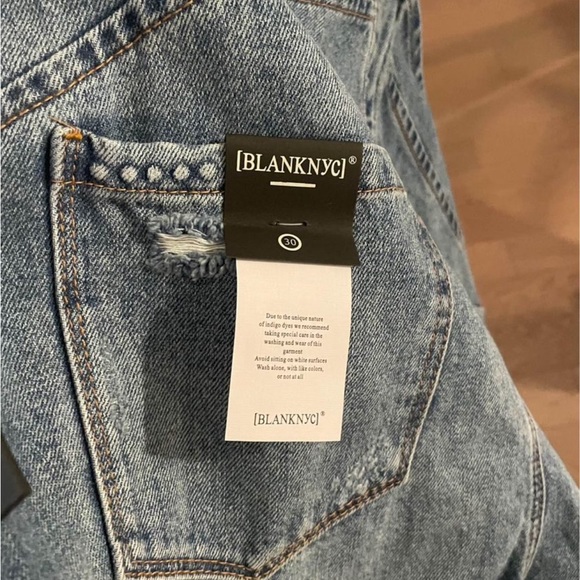 [BLANKNYC]®
30
Due to the unique nature
of indigo dyes we recommend
taking special care in the
washing and wear of this
garment
Avoid sitting on white surfaces
Wash alone, with like colors,
or not at all
[BLANKNYC]®